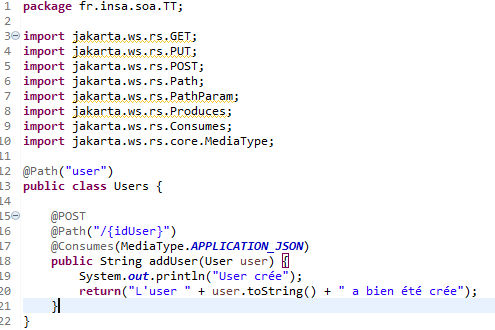 1 package fr.insa.soa.TT;
2
3 import jakarta.ws.rs.GET;
4 import jakarta.ws.rs.PUT;
5 import jakarta.ws.rs.POST;
6 import jakarta.ws.rs.Path;
7 import jakarta.ws.rs.PathParam;
8 import jakarta.ws.rs.Produces;
9 import jakarta.ws.rs.Consumes;
10 import jakarta.ws.rs.core.MediaType;
11
12 @Path("user")
13 public class Users {
14
15 @POST
16 @Path("/{idUser}")
17 @Consumes(MediaType.APPLICATION_JSON)
18 public String addUser(User user) {
19 System.out.println("User crée");
20 return("L'user " + user.toString() + " a bien été crée");
21 }
22 }